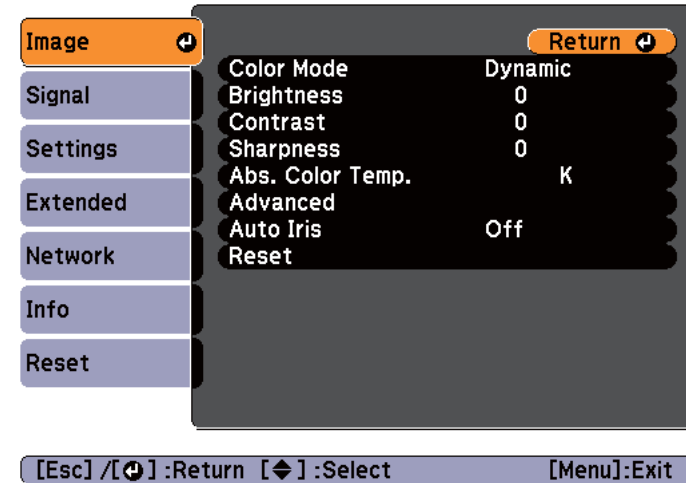 Image
Signal
Settings
Extended
Network
Info
Reset
Return
Color Mode Dynamic
Brightness 0
Contrast 0
Sharpness 0
Abs. Color Temp. K
Advanced
Auto Iris Off
Reset
[Esc] /[⏎] :Return [◆] :Select [Menu]:Exit